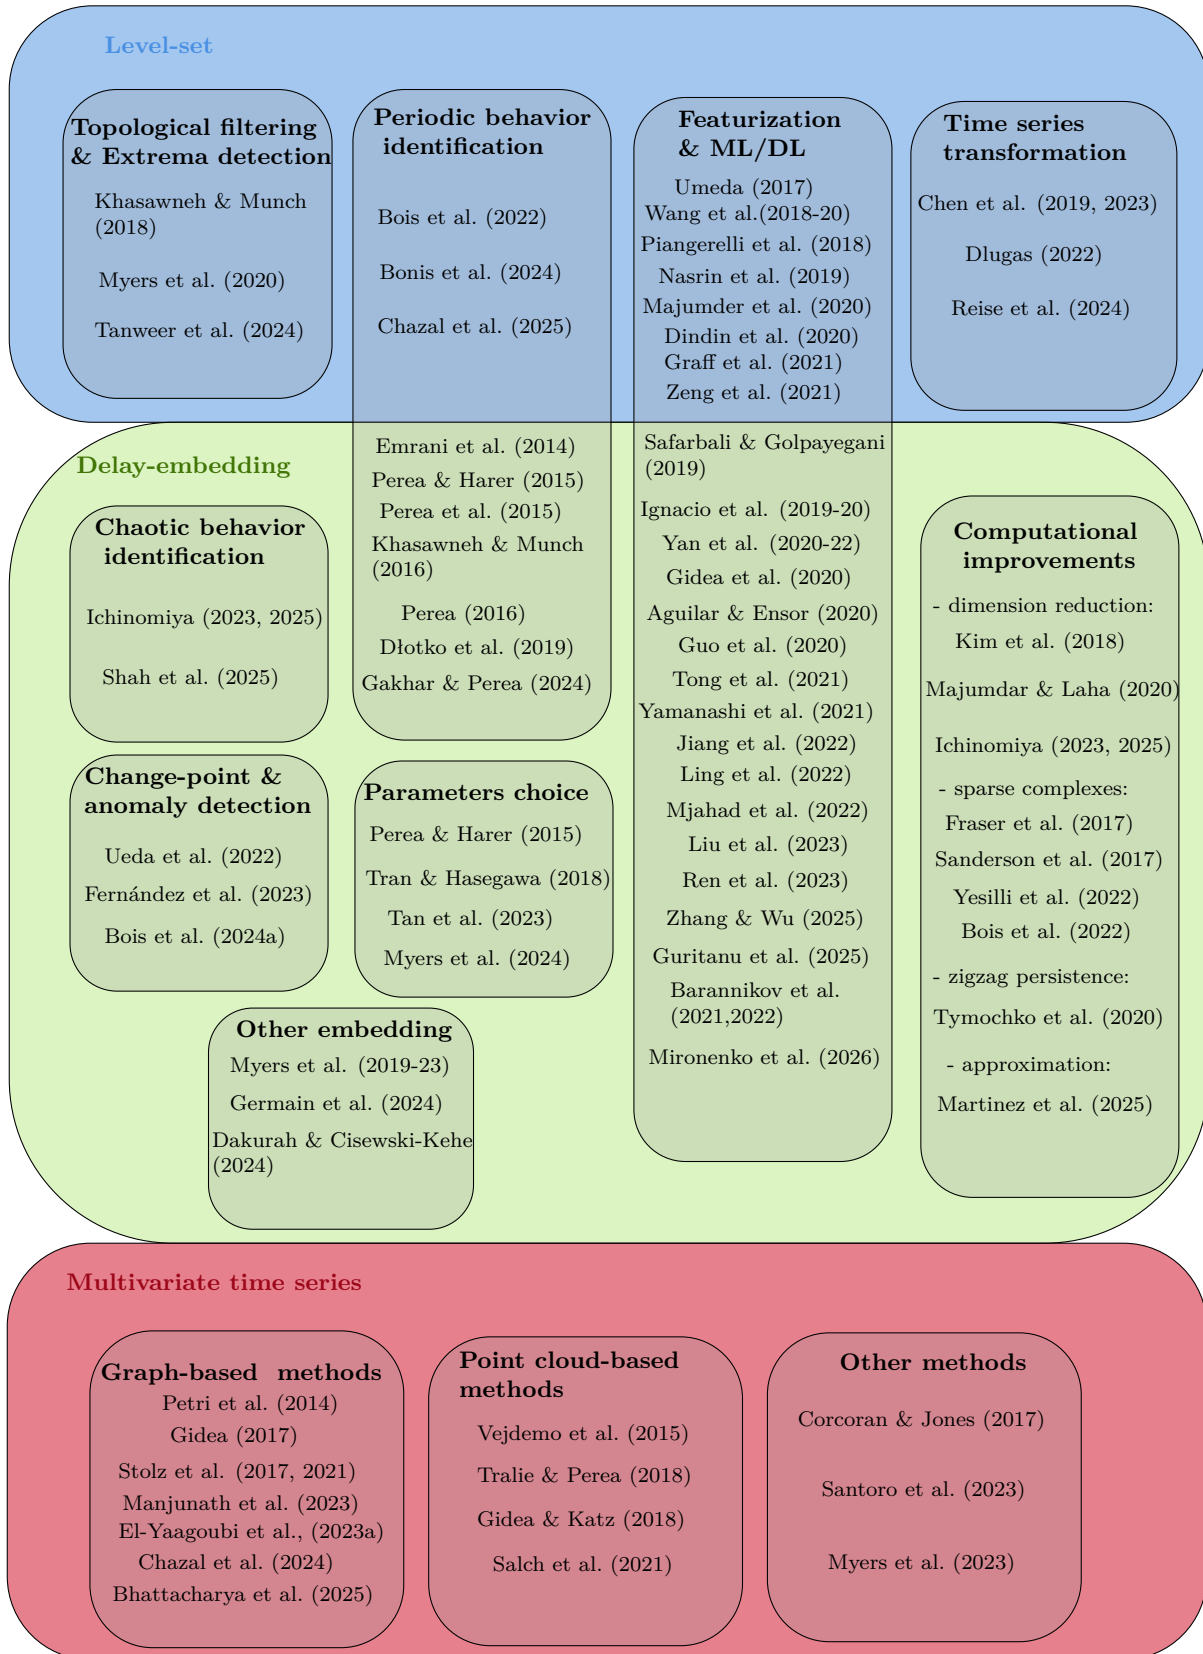 Level-set
Topological filtering
& Extrema detection
Khasawneh & Munch
(2018)
Myers et al. (2020)
Tanweer et al. (2024)
Periodic behavior
identification
Bois et al. (2022)
Bonis et al. (2024)
Chazal et al. (2025)
Featurization
& ML/DL
Umeda (2017)
Wang et al.(2018-20)
Piangerelli et al. (2018)
Nasrin et al. (2019)
Majumder et al. (2020)
Dindin et al. (2020)
Graff et al. (2021)
Zeng et al. (2021)
Time series
transformation
Chen et al. (2019, 2023)
Dlugas (2022)
Reise et al. (2024)
Delay-embedding
Chaotic behavior
identification
Ichinomiya (2023, 2025)
Shah et al. (2025)
Change-point &
anomaly detection
Ueda et al. (2022)
Fernández et al. (2023)
Bois et al. (2024a)
Emrani et al. (2014)
Perea & Harer (2015)
Perea et al. (2015)
Khasawneh & Munch
(2016)
Perea (2016)
Dłotko et al. (2019)
Gakhar & Perea (2024)
Parameters choice
Perea & Harer (2015)
Tran & Hasegawa (2018)
Tan et al. (2023)
Myers et al. (2024)
Other embedding
Myers et al. (2019-23)
Germain et al. (2024)
Dakurah & Cisewski-Kehe
(2024)
Safarbali & Golpayegani
(2019)
Ignacio et al. (2019-20)
Yan et al. (2020-22)
Gidea et al. (2020)
Aguilar & Ensor (2020)
Guo et al. (2020)
Tong et al. (2021)
Yamanashi et al. (2021)
Jiang et al. (2022)
Ling et al. (2022)
Mjahad et al. (2022)
Liu et al. (2023)
Ren et al. (2023)
Zhang & Wu (2025)
Guritanu et al. (2025)
Barannikov et al.
(2021,2022)
Mironenko et al. (2026)
Computational
improvements
- dimension reduction:
Kim et al. (2018)
Majumdar & Laha (2020)
Ichinomiya (2023, 2025)
- sparse complexes:
Fraser et al. (2017)
Sanderson et al. (2017)
Yesilli et al. (2022)
Bois et al. (2022)
- zigzag persistence:
Tymochko et al. (2020)
- approximation:
Martinez et al. (2025)
Multivariate time series
Graph-based methods
Petri et al. (2014)
Gidea (2017)
Stolz et al. (2017, 2021)
Manjunath et al. (2023)
El-Yaagoubi et al., (2023a)
Chazal et al. (2024)
Bhattacharya et al. (2025)
Point cloud-based
methods
Vejdemo et al. (2015)
Tralie & Perea (2018)
Gidea & Katz (2018)
Salch et al. (2021)
Other methods
Corcoran & Jones (2017)
Santoro et al. (2023)
Myers et al. (2023)